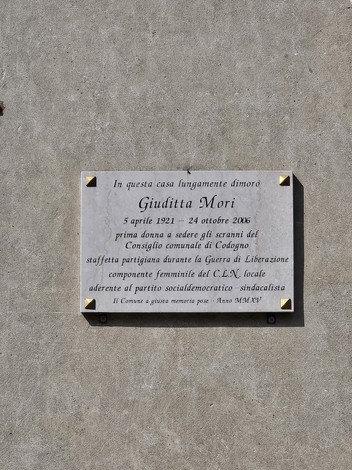 In questa casa lungamente dimorò
Giuditta Mori
5 aprile 1921 – 24 ottobre 2006
prima donna a sedere gli scranni del
Consiglio comunale di Codogno
staffetta partigiana durante la Guerra di Liberazione
componente femminile del C.L.N. locale
aderente al partito socialdemocratico - sindacalista
Il Comune a giusta memoria pose - Anno MMXV